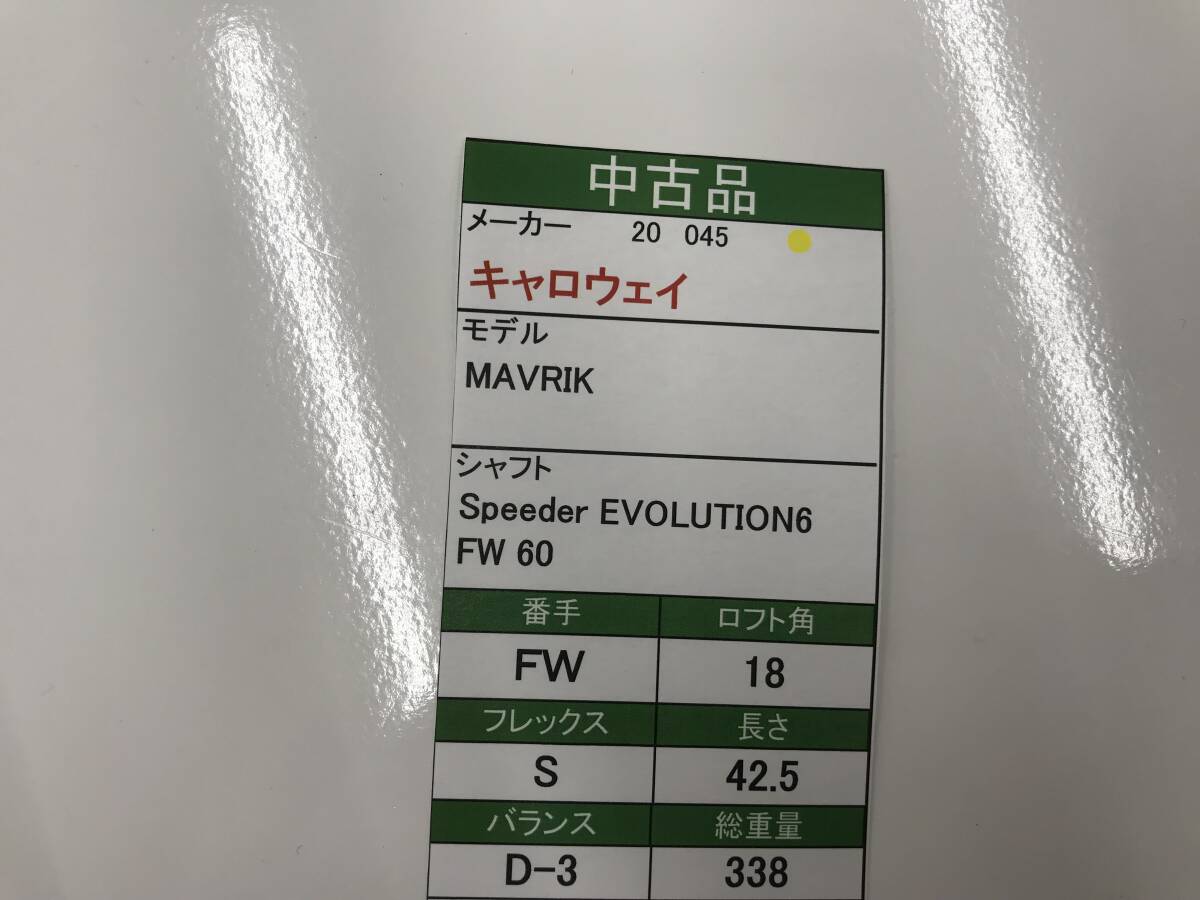 中古品
メーカー 20 045
キャロウェイ
モデル
MAVRIK
シャフト
Speeder EVOLUTION6
FW 60
番手 ロフト角
FW 18
フレックス 長さ
S 42.5
バランス 総重量
D-3 338